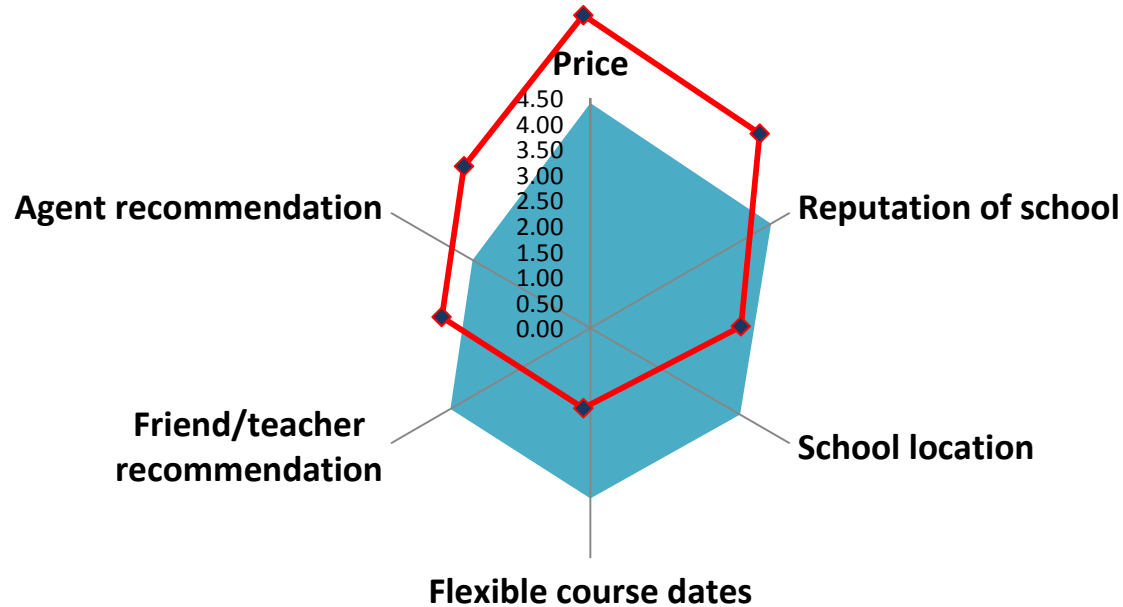 Price
4.50
4.00
3.50
3.00
2.50
2.00
1.50
1.00
0.50
0.00
Agent recommendation
Reputation of school
Friend/teacher
recommendation
School location
Flexible course dates